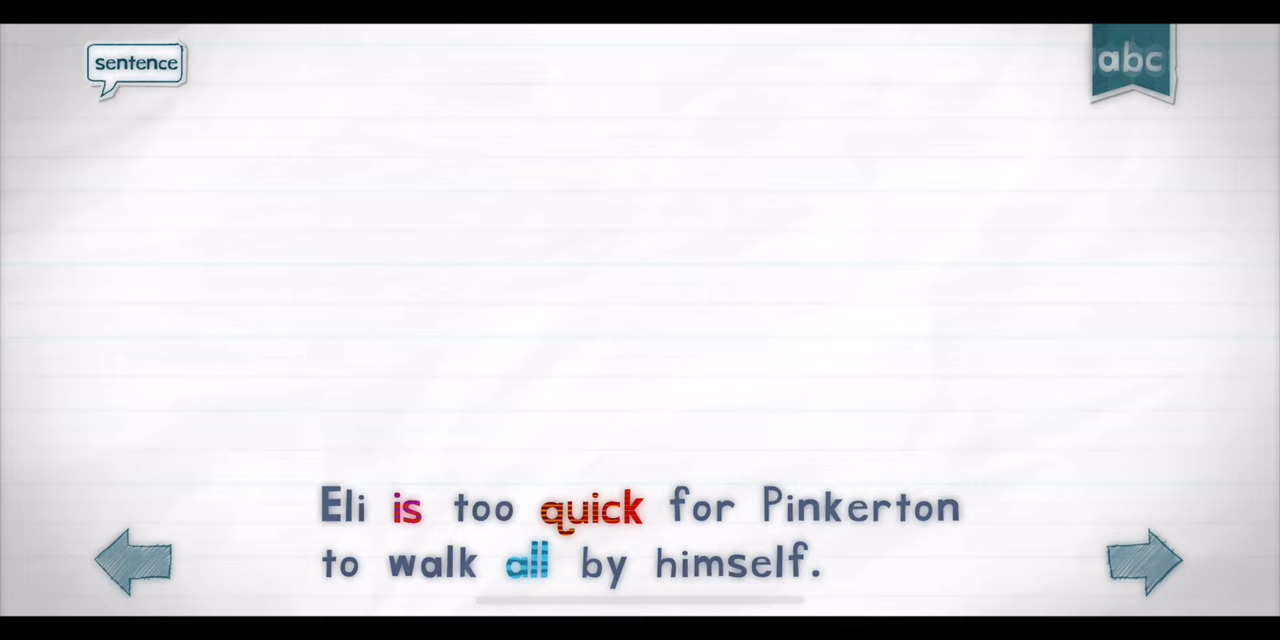 sentence
abc
Eli is too quick for Pinkerton
to walk all by himself.